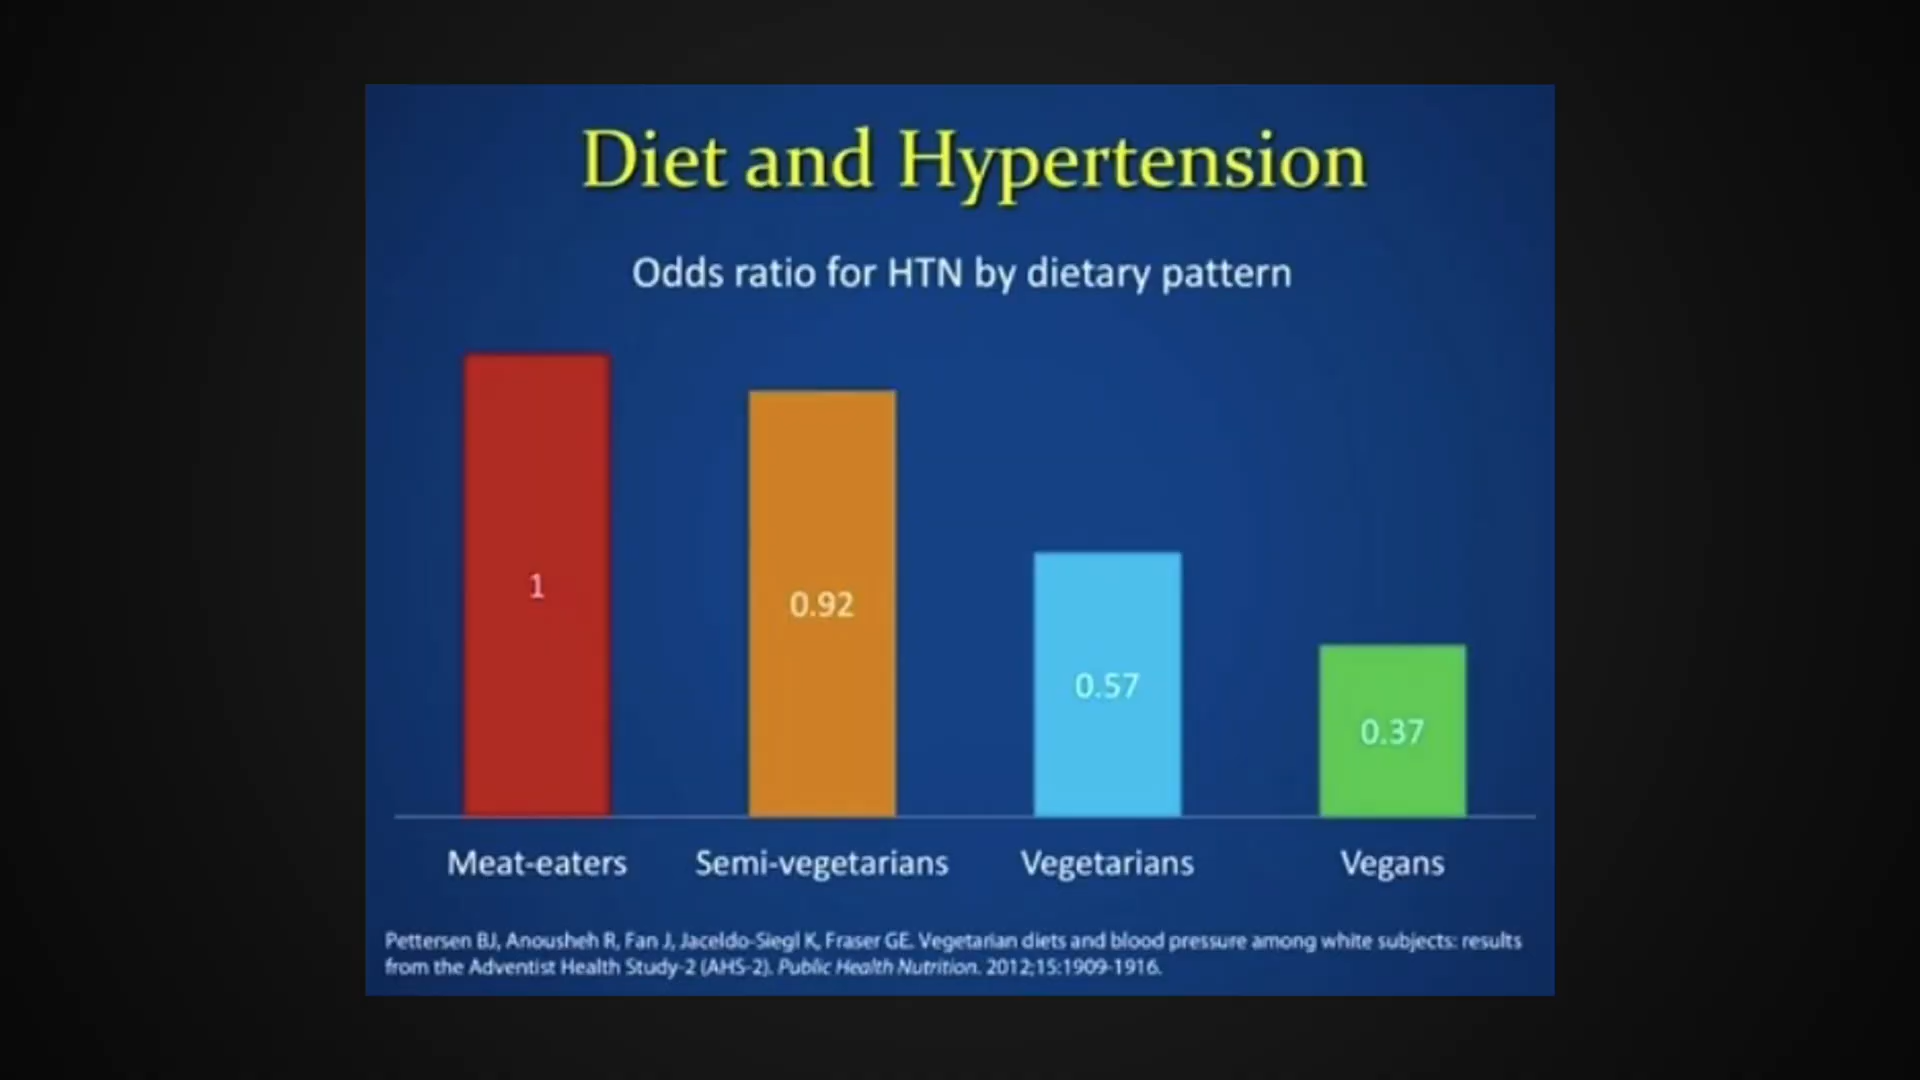 Diet and Hypertension
Odds ratio for HTN by dietary pattern
1
0.92
0.57
0.37
Meat-eaters
Semi-vegetarians
Vegetarians
Vegans
Pettersen BJ, Anousheh R, Fan J, Jaceldo-Siegl K, Fraser GE. Vegetarian diets and blood pressure among white subjects: results
from the Adventist Health Study-2 (AHS-2). Public Health Nutrition. 2012;15:1909-1916.